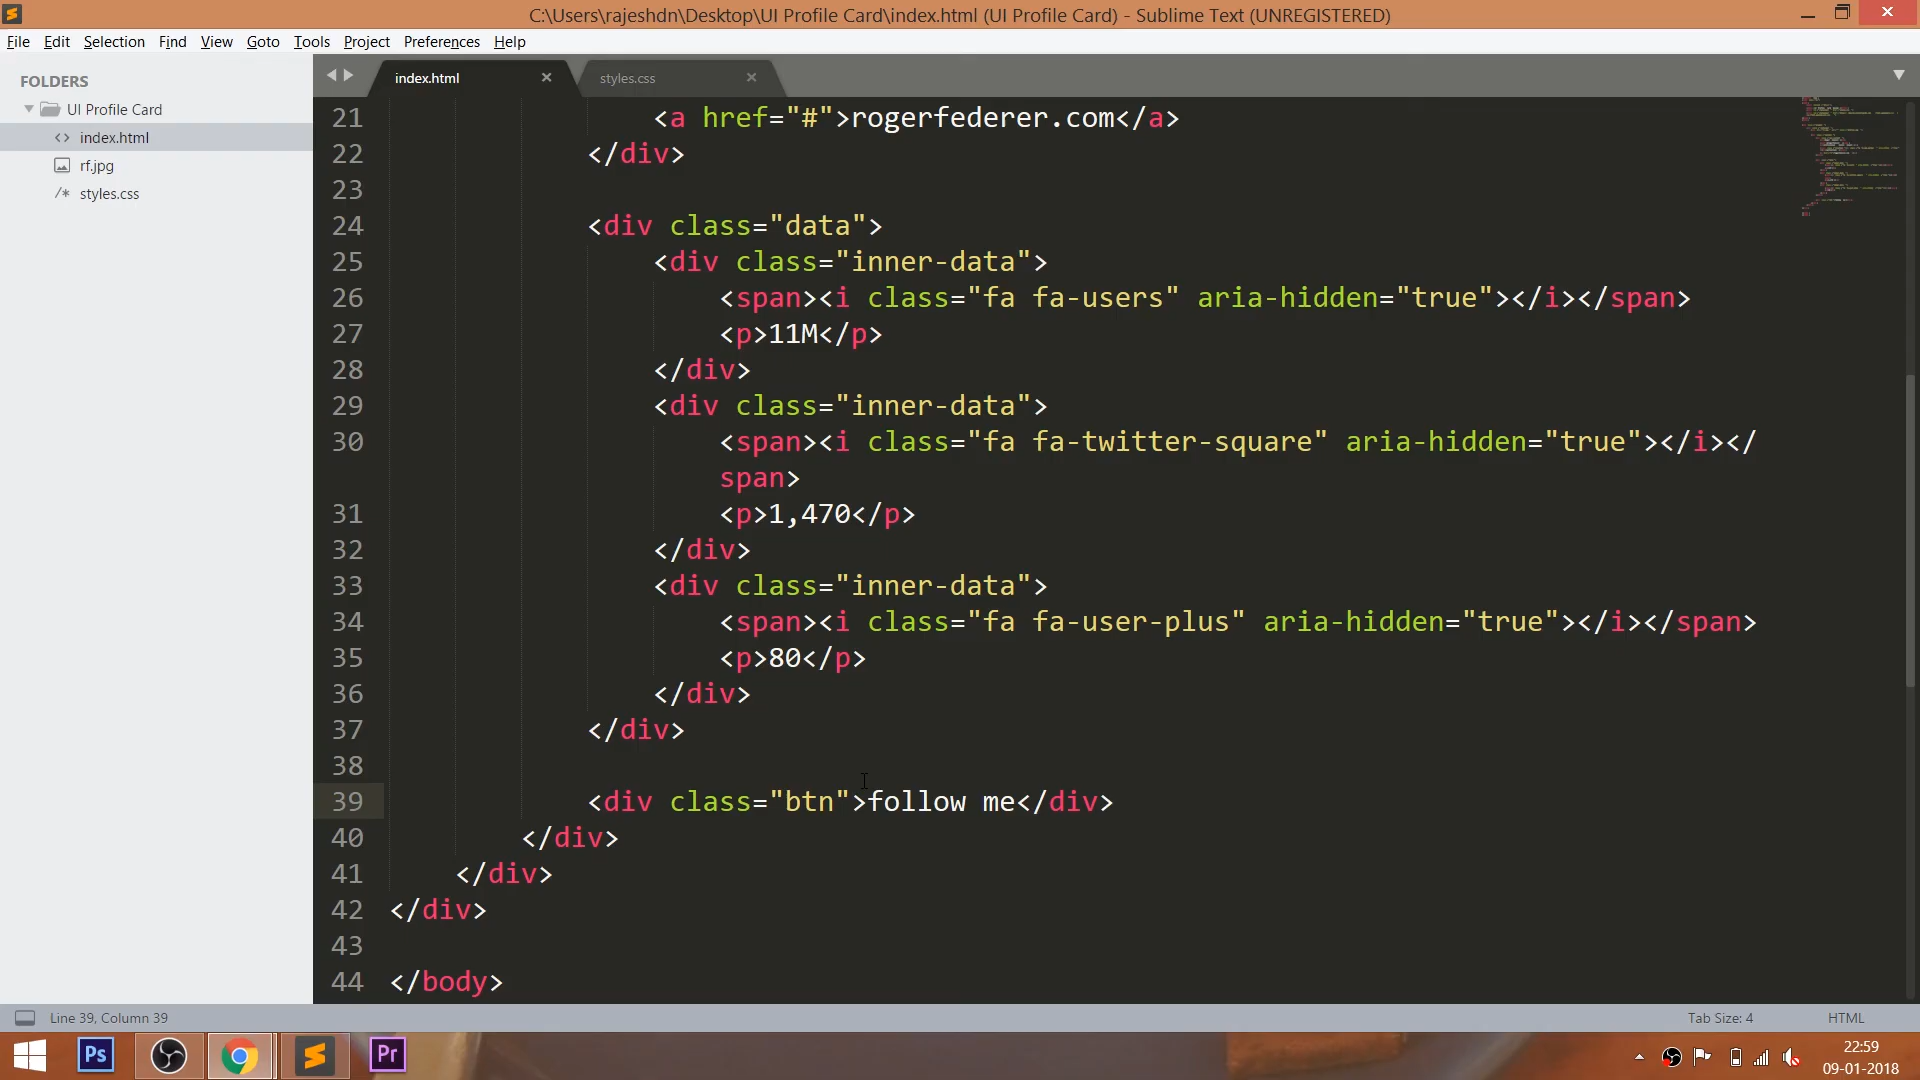 C:\Users\rajeshdn\Desktop\UI Profile Card\index.html (UI Profile Card) - Sublime Text (UNREGISTERED)
File Edit Selection Find View Goto Tools Project Preferences Help
FOLDERS
UI Profile Card
<> index.html
rf.jpg
/* styles.css
index.html
styles.css
21 <a href="#">rogerfederer.com</a>
22 </div>
23
24 <div class="data">
25 <div class="inner-data">
26 <span><i class="fa fa-users" aria-hidden="true"></i></span>
27 <p>11M</p>
28 </div>
29 <div class="inner-data">
30 <span><i class="fa fa-twitter-square" aria-hidden="true"></i></
span>
31 <p>1,470</p>
32 </div>
33 <div class="inner-data">
34 <span><i class="fa fa-user-plus" aria-hidden="true"></i></span>
35 <p>80</p>
36 </div>
37 </div>
38
39 <div class="btn">follow me</div>
40 </div>
41 </div>
42 </div>
43
44 </body>
Line 39, Column 39
Tab Size: 4
HTML
Ps
Pr
22:59
09-01-2018